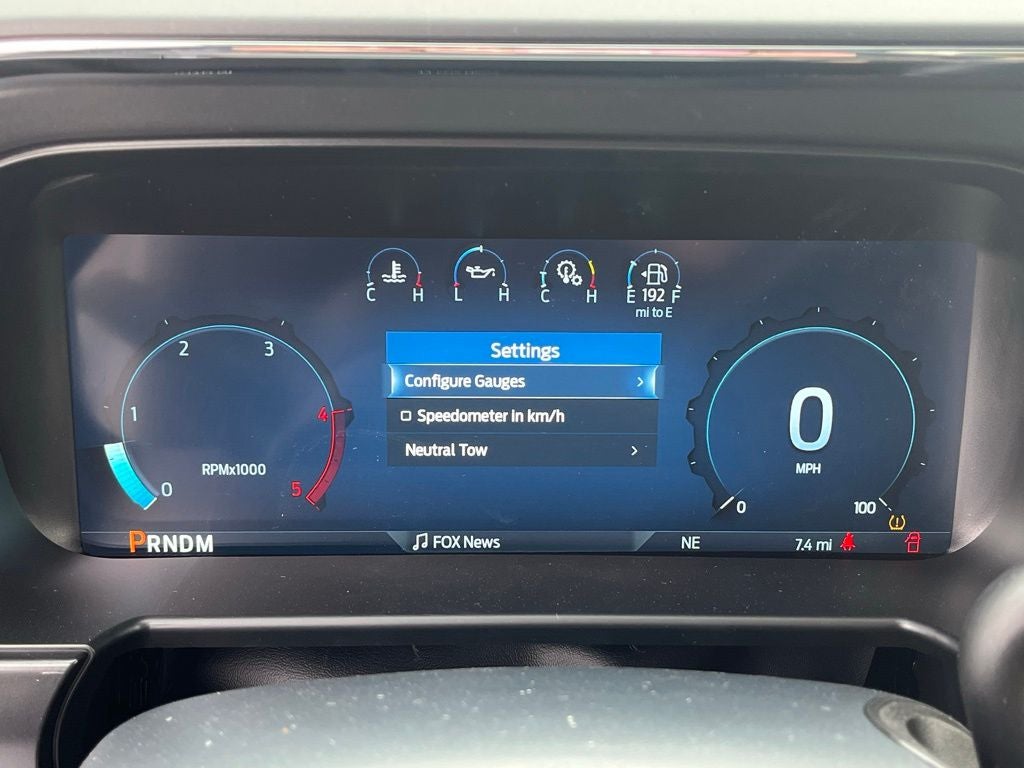 C H
L H
C H
E 192 F
mi to E
Settings
Configure Gauges
Speedometer in km/h
Neutral Tow
0 1 2 3 4 5
RPMx1000
0
MPH
0 100
PRNDM
FOX News
NE
7.4 mi